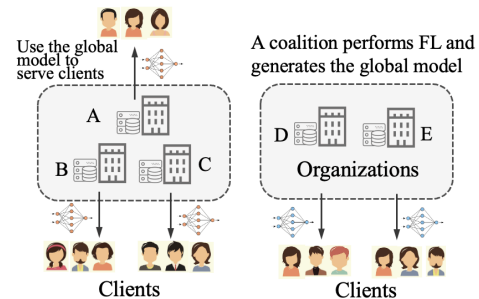 Use the global
model to
serve clients
A
B
C
Clients
A coalition performs FL and
generates the global model
D
E
Organizations
Clients